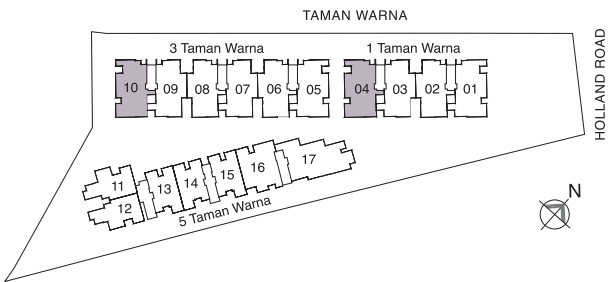 TAMAN WARNA
HOLLAND ROAD
3 Taman Warna
1 Taman Warna
10 09 08 07 06 05 04 03 02 01
11 12 13 14 15 16 17
5 Taman Warna
N